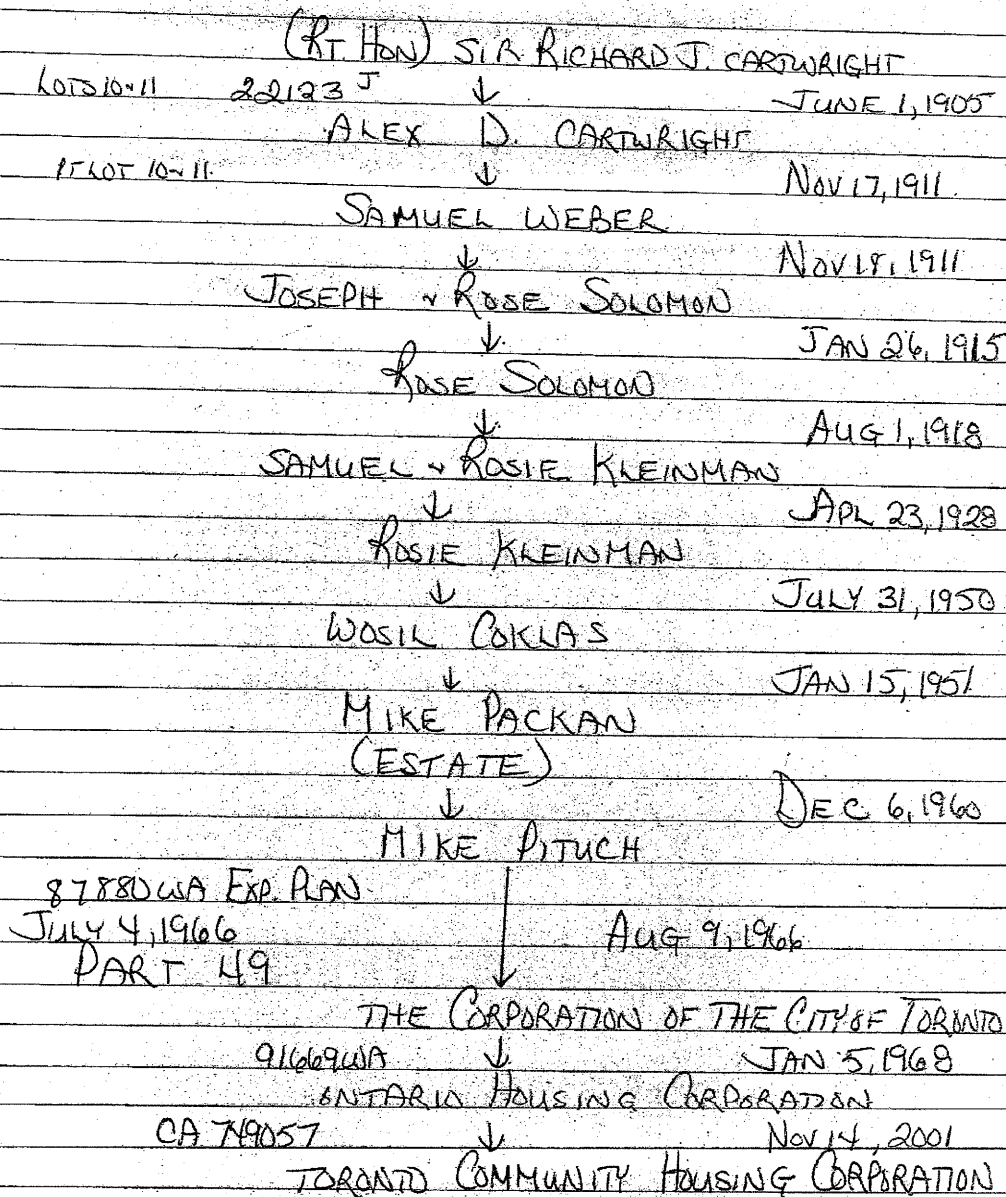 (RT. HON) SIR RICHARD J. CARTWRIGHT
LOTS 10 & 11 22123 J ↓ JUNE 1, 1905
ALEX D. CARTWRIGHT
PT LOT 10 & 11. ↓ NOV 17, 1911.
SAMUEL WEBER
↓ NOV 18, 1911
JOSEPH & ROSE SOLOMON
↓ JAN 26, 1915
ROSE SOLOMON
↓ AUG 1, 1918
SAMUEL & ROSIE KLEINMAN
↓ APL 23, 1928
ROSIE KLEINMAN
↓ JULY 31, 1950
WOSIL COKLAS
↓ JAN 15, 1951
MIKE PACKAN
(ESTATE)
↓ DEC 6, 1960
MIKE PITUCH
87880WA EXP. PLAN
JULY 4, 1966 ↓ AUG 9, 1966
PART 49
THE CORPORATION OF THE CITY OF TORONTO
91669WA ↓ JAN 5, 1968
ONTARIO HOUSING CORPORATION
CA 749057 ↓ NOV 14, 2001
TORONTO COMMUNITY HOUSING CORPORATION